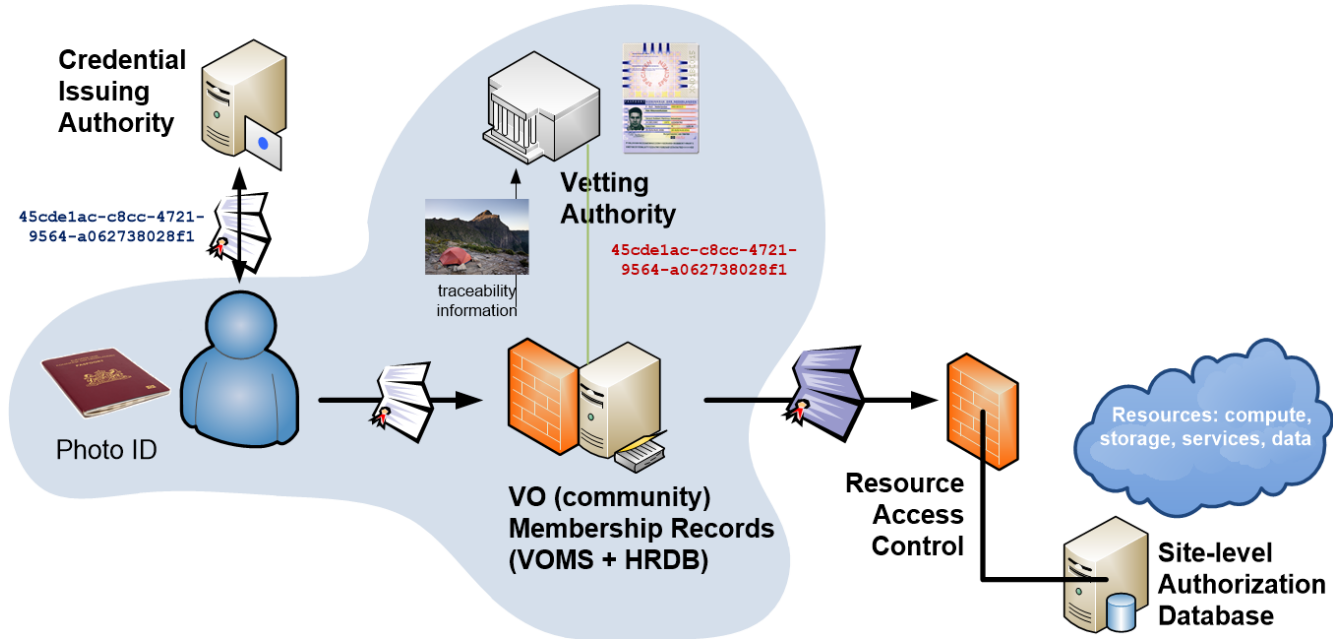 Credential
Issuing
Authority
45cde1ac-c8cc-4721-
9564-a062738028f1
Vetting
Authority
45cde1ac-c8cc-4721-
9564-a062738028f1
traceability
information
Photo ID
VO (community)
Membership Records
(VOMS + HRDB)
Resource
Access
Control
Resources: compute,
storage, services, data
Site-level
Authorization
Database